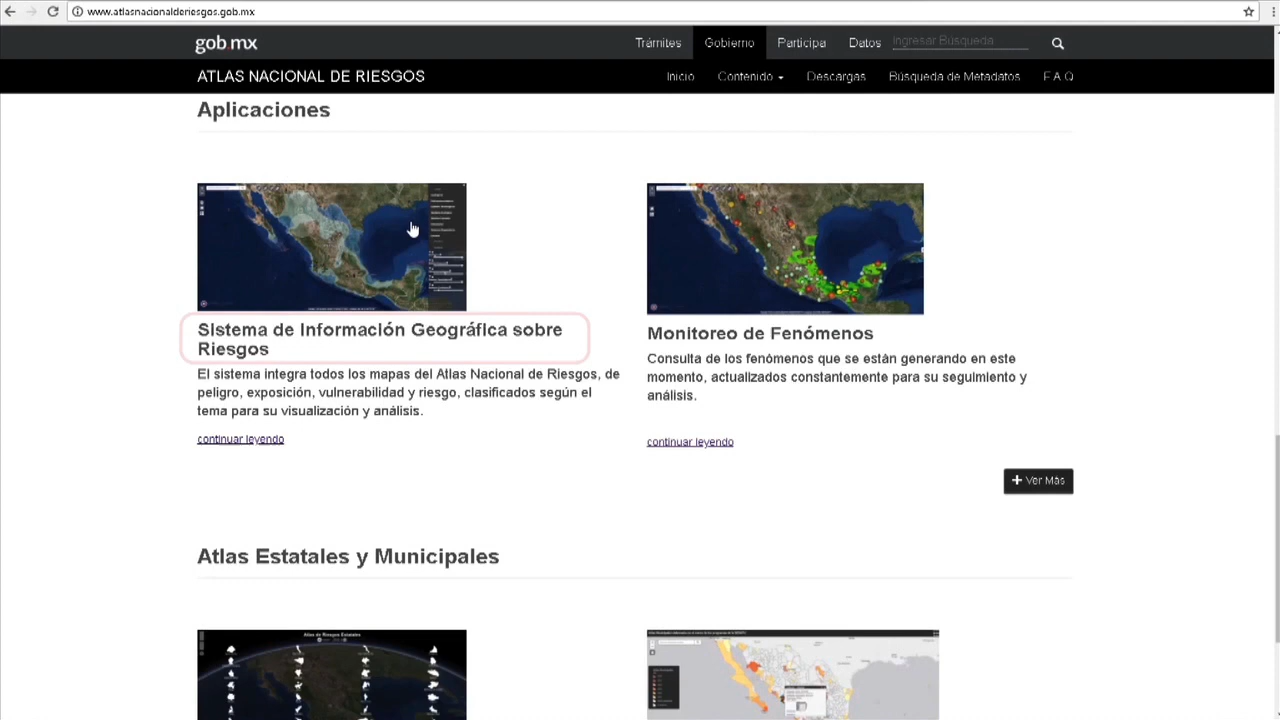 www.atlasnacionalderiesgos.gob.mx
gob.mx
Trámites Gobierno Participa Datos Ingresar Búsqueda
ATLAS NACIONAL DE RIESGOS
Inicio Contenido Descargas Búsqueda de Metadatos F A Q
Aplicaciones
Sistema de Información Geográfica sobre
Riesgos
El sistema integra todos los mapas del Atlas Nacional de Riesgos, de
peligro, exposición, vulnerabilidad y riesgo, clasificados según el
tema para su visualización y análisis.
continuar leyendo
Monitoreo de Fenómenos
Consulta de los fenómenos que se están generando en este
momento, actualizados constantemente para su seguimiento y
análisis.
continuar leyendo
Ver Más
Atlas Estatales y Municipales
Atlas de Riesgos Estatales